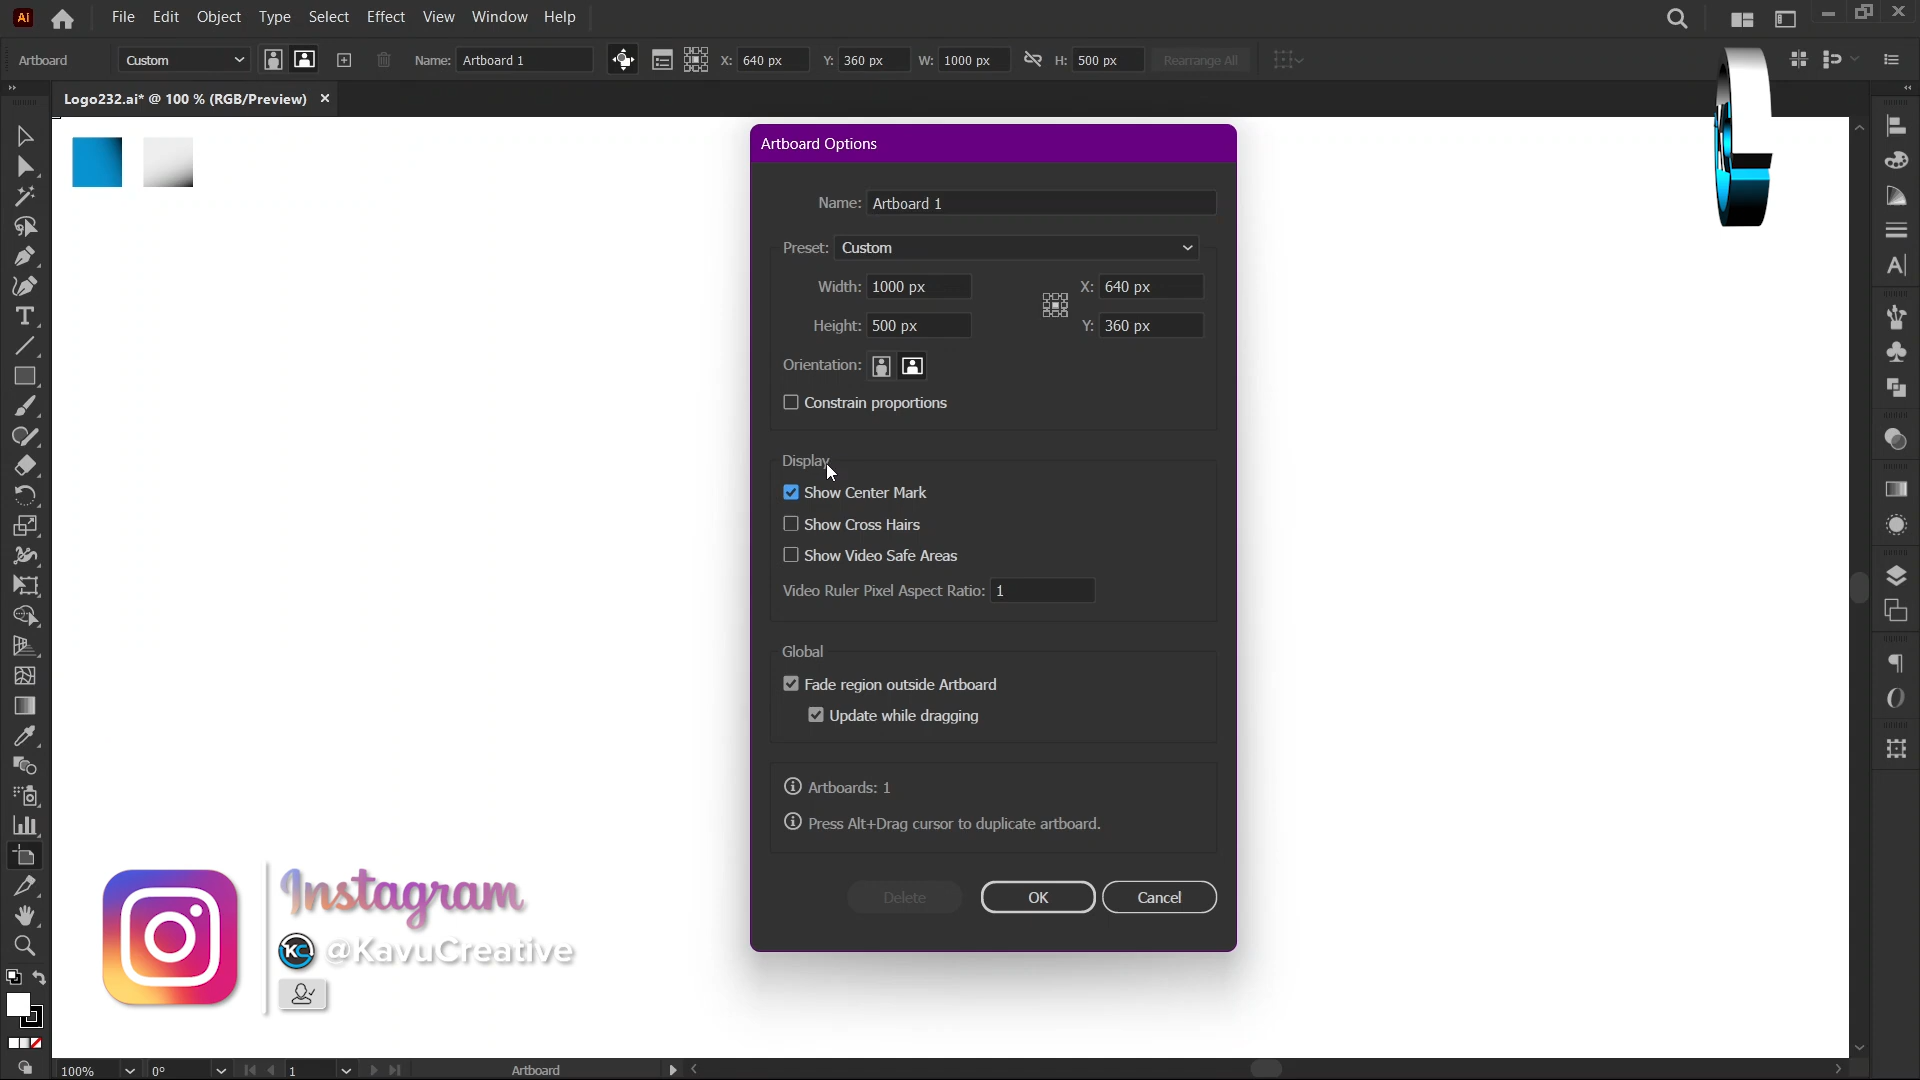 Ai File Edit Object Type Select Effect View Window Help
Artboard Custom Name: Artboard 1 X: 640 px Y: 360 px W: 1000 px H: 500 px Rearrange All
Logo232.ai* @ 100 % (RGB/Preview)
Artboard Options
Name: Artboard 1
Preset: Custom
Width: 1000 px X: 640 px
Height: 500 px Y: 360 px
Orientation:
Constrain proportions
Display
Show Center Mark
Show Cross Hairs
Show Video Safe Areas
Video Ruler Pixel Aspect Ratio: 1
Global
Fade region outside Artboard
Update while dragging
Artboards: 1
Press Alt+Drag cursor to duplicate artboard.
Delete OK Cancel
Instagram
KC @KavuCreative
100% 0° 1 Artboard